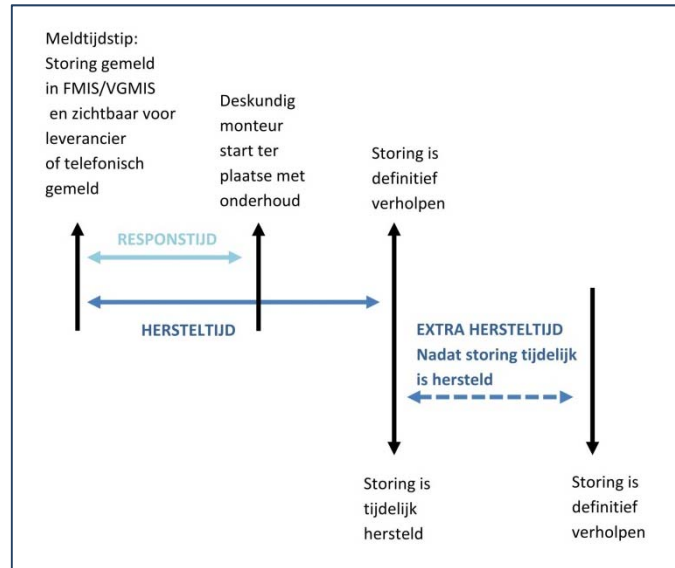 Meldtijdstip:
Storing gemeld
in FMIS/VGMIS
en zichtbaar voor
leverancier
of telefonisch
gemeld
Deskundig
monteur
start ter
plaatse met
onderhoud
Storing is
definitief
verholpen
RESPONSTIJD
HERSTELTIJD
EXTRA HERSTELTIJD
Nadat storing tijdelijk
is hersteld
Storing is
tijdelijk
hersteld
Storing is
definitief
verholpen